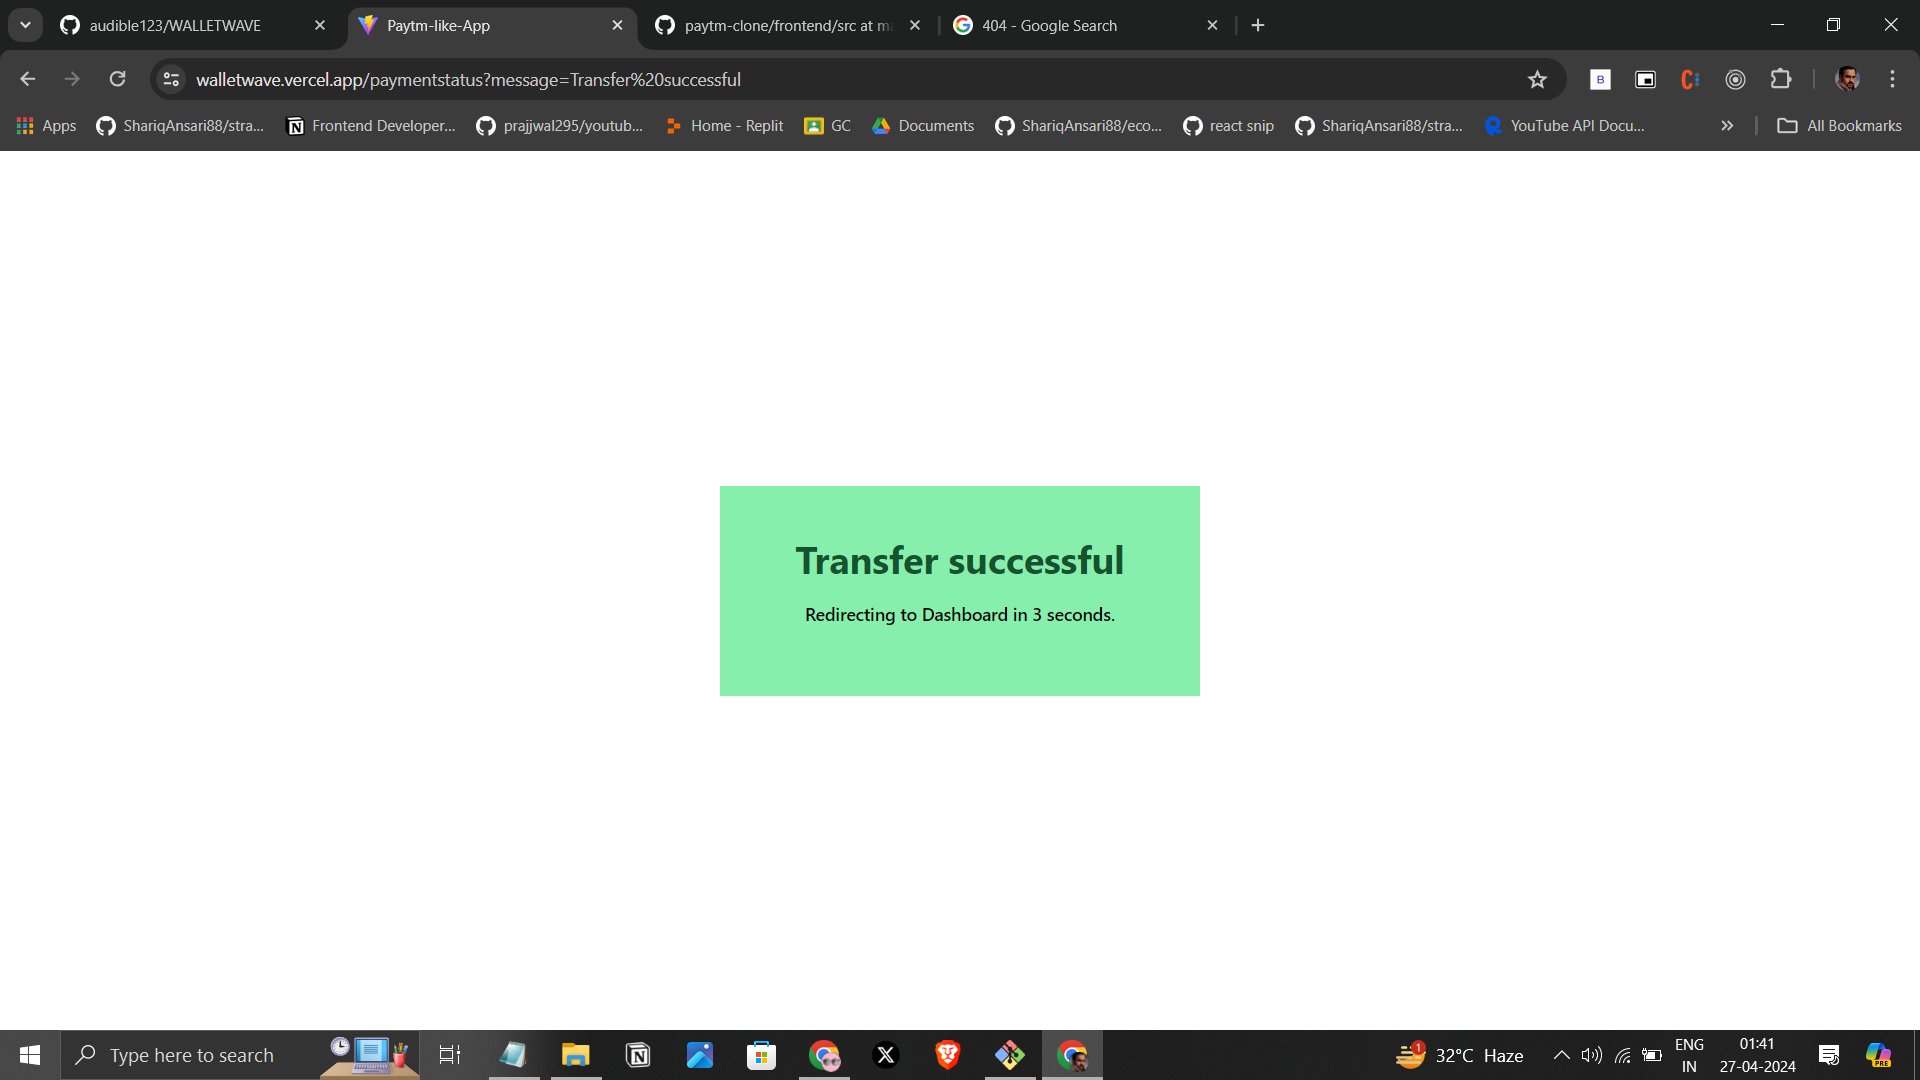 audible123/WALLETWAVE
Paytm-like-App
paytm-clone/frontend/src at ma
404 - Google Search
walletwave.vercel.app/paymentstatus?message=Transfer%20successful
Apps
ShariqAnsari88/stra...
Frontend Developer...
prajjwal295/youtub...
Home - Replit
GC
Documents
ShariqAnsari88/eco...
react snip
ShariqAnsari88/stra...
YouTube API Docu...
All Bookmarks
Transfer successful
Redirecting to Dashboard in 3 seconds.
Type here to search
1
32°C Haze
ENG
IN
01:41
27-04-2024
PRE